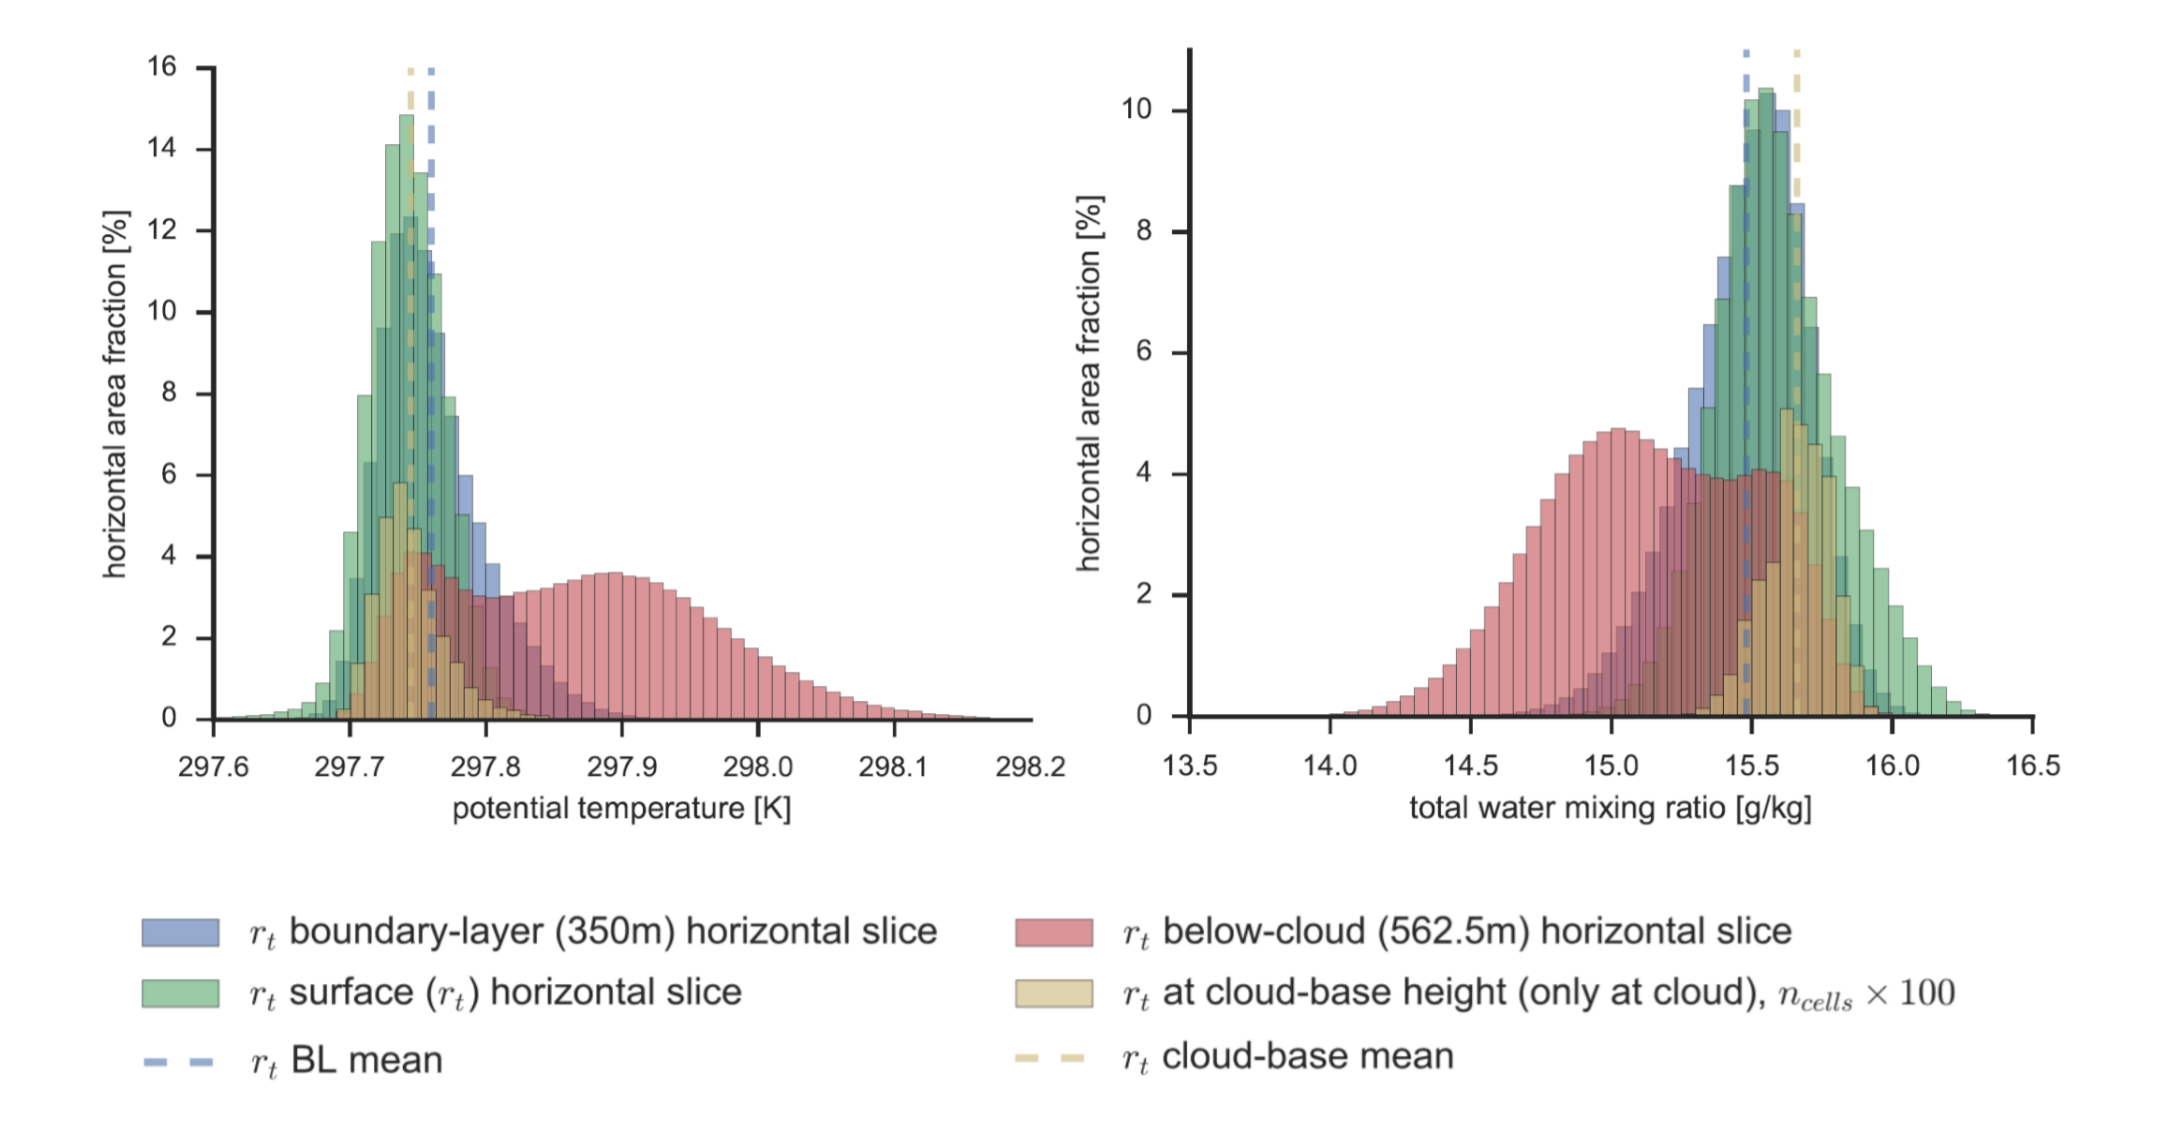 horizontal area fraction [%]
16
14
12
10
8
6
4
2
0
297.6 297.7 297.8 297.9 298.0 298.1 298.2
potential temperature [K]
horizontal area fraction [%]
10
8
6
4
2
0
13.5 14.0 14.5 15.0 15.5 16.0 16.5
total water mixing ratio [g/kg]
r_t boundary-layer (350m) horizontal slice
r_t surface (r_t) horizontal slice
r_t BL mean
r_t below-cloud (562.5m) horizontal slice
r_t at cloud-base height (only at cloud), n_cells × 100
r_t cloud-base mean